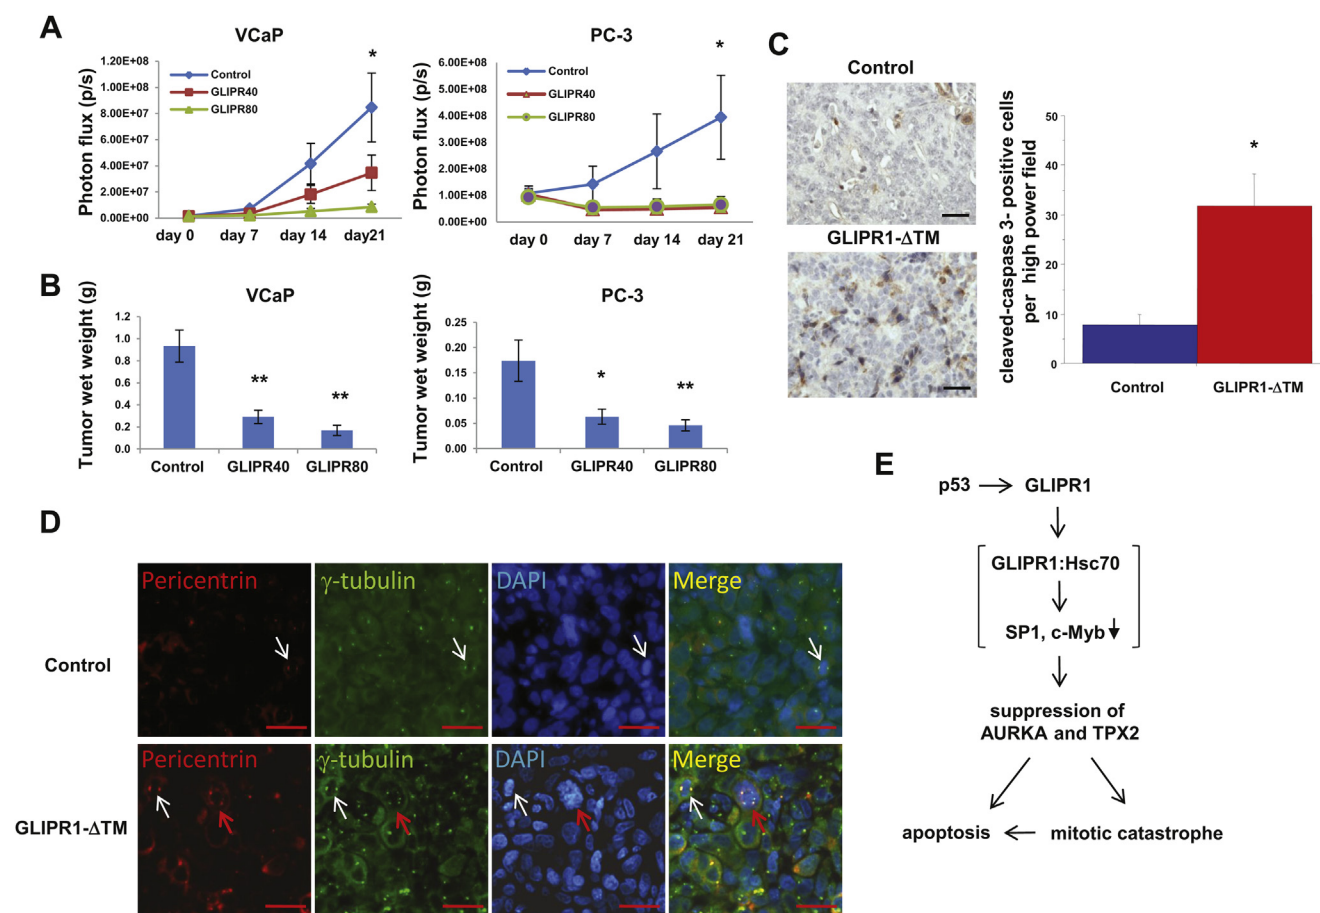 A
VCaP
Photon flux (p/s)
1.20E+08
1.00E+08
8.00E+07
6.00E+07
4.00E+07
2.00E+07
0.00E+00
Control
GLIPR40
GLIPR80
*
day 0
day 7
day 14
day21
PC-3
Photon flux (p/s)
6.00E+08
5.00E+08
4.00E+08
3.00E+08
2.00E+08
1.00E+08
0.00E+00
Control
GLIPR40
GLIPR80
*
day 0
day 7
day 14
day 21
B
VCaP
Tumor wet weight (g)
1.2
1.0
0.8
0.6
0.4
0.2
0.0
**
**
Control
GLIPR40
GLIPR80
PC-3
Tumor wet weight (g)
0.25
0.20
0.15
0.10
0.05
0.00
*
**
Control
GLIPR40
GLIPR80
C
Control
GLIPR1-ΔTM
cleaved-caspase 3- positive cells
per high power field
50
40
30
20
10
0
*
Control
GLIPR1-ΔTM
D
Pericentrin
γ-tubulin
DAPI
Merge
Control
Pericentrin
γ-tubulin
DAPI
Merge
GLIPR1-ΔTM
E
p53 → GLIPR1
GLIPR1:Hsc70
SP1, c-Myb
suppression of
AURKA and TPX2
apoptosis ← mitotic catastrophe